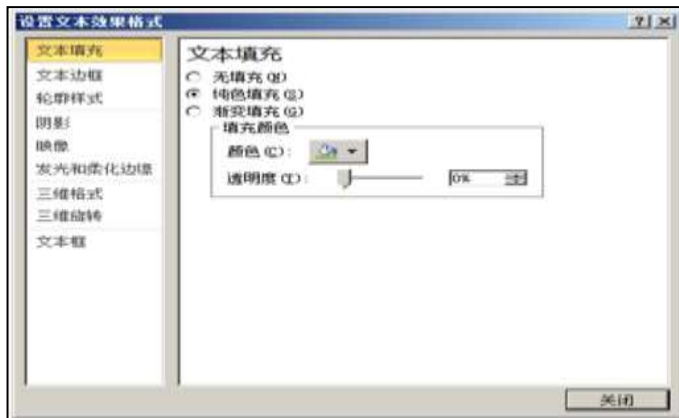 设置文本效果格式
文本填充
文本边框
轮廓样式
阴影
映像
发光和柔化边缘
三维格式
三维旋转
文本框
文本填充
无填充(N)
纯色填充(S)
渐变填充(G)
填充颜色
颜色(C):
透明度(T): 0%
关闭